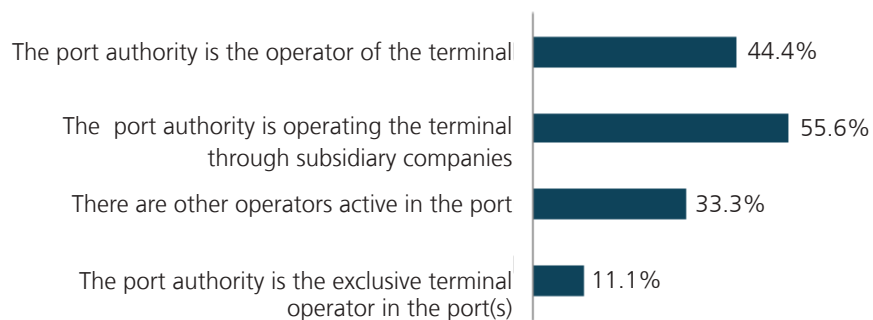 The port authority is the operator of the terminal 44.4%
The port authority is operating the terminal 55.6%
through subsidiary companies
There are other operators active in the port 33.3%
The port authority is the exclusive terminal 11.1%
operator in the port(s)